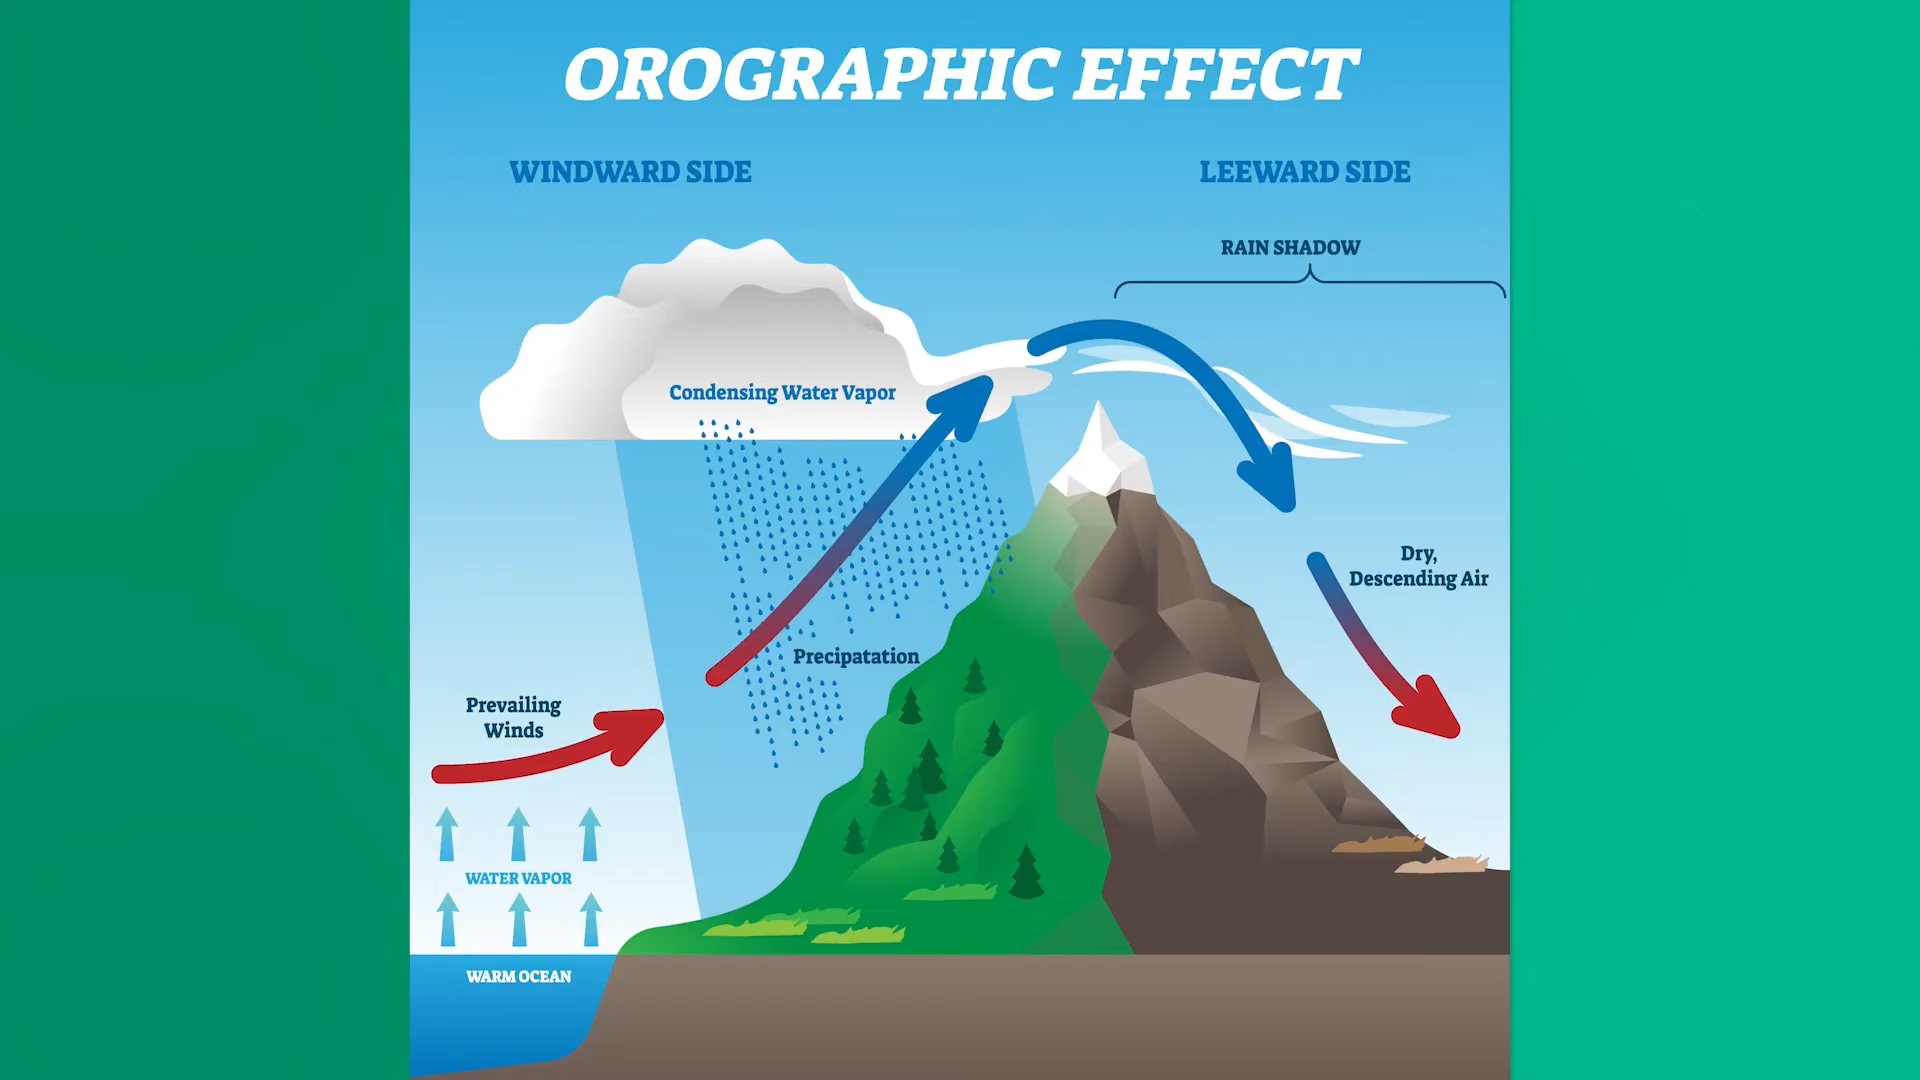 OROGRAPHIC EFFECT
WINDWARD SIDE
LEEWARD SIDE
RAIN SHADOW
Condensing Water Vapor
Dry,
Descending Air
Precipatation
Prevailing
Winds
WATER VAPOR
WARM OCEAN